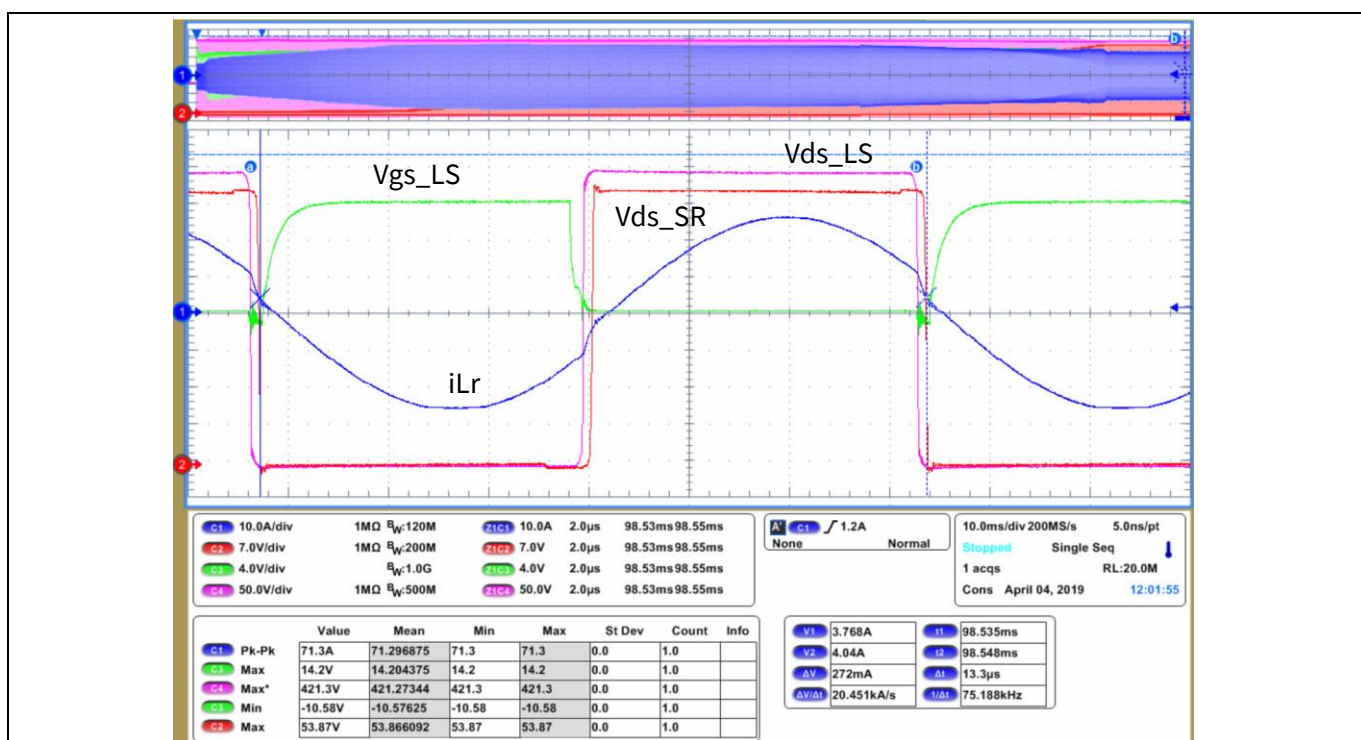 b
1
2
Vds_LS
a
b
Vgs_LS
Vds_SR
1
iLr
2
C1 10.0A/div 1MΩ BW:120M Z1C1 10.0A 2.0µs 98.53ms98.55ms
C2 7.0V/div 1MΩ BW:200M Z1C2 7.0V 2.0µs 98.53ms98.55ms
C3 4.0V/div BW:1.0G Z1C3 4.0V 2.0µs 98.53ms98.55ms
C4 50.0V/div 1MΩ BW:500M Z1C4 50.0V 2.0µs 98.53ms98.55ms
A' C1 1.2A
None Normal
10.0ms/div 200MS/s 5.0ns/pt
Stopped Single Seq
1 acqs RL:20.0M
Cons April 04, 2019 12:01:55
Value Mean Min Max St Dev Count Info
C1 Pk-Pk 71.3A 71.296875 71.3 71.3 0.0 1.0
C3 Max 14.2V 14.204375 14.2 14.2 0.0 1.0
C4 Max* 421.3V 421.27344 421.3 421.3 0.0 1.0
C3 Min -10.58V -10.57625 -10.58 -10.58 0.0 1.0
C2 Max 53.87V 53.866092 53.87 53.87 0.0 1.0
V1 3.768A t1 98.535ms
V2 4.04A t2 98.548ms
ΔV 272mA Δt 13.3µs
ΔV/Δt 20.451kA/s 1/Δt 75.188kHz